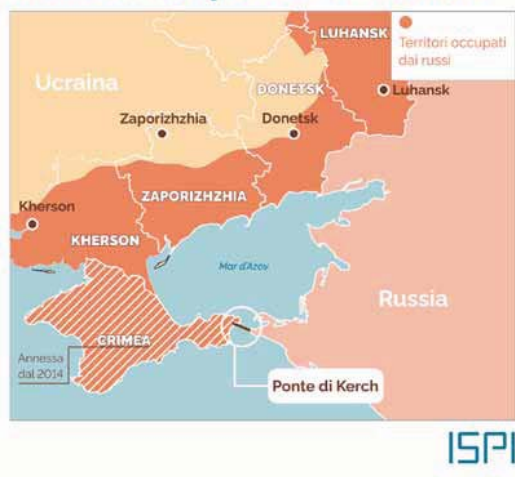 LUHANSK
Territori occupati
dai russi
Ucraina
DONETSK
Luhansk
Zaporizhzhia
Donetsk
ZAPORIZHZHIA
Kherson
KHERSON
Mar d'Azov
Russia
CRIMEA
Annessa
dal 2014
Ponte di Kerch
ISPI